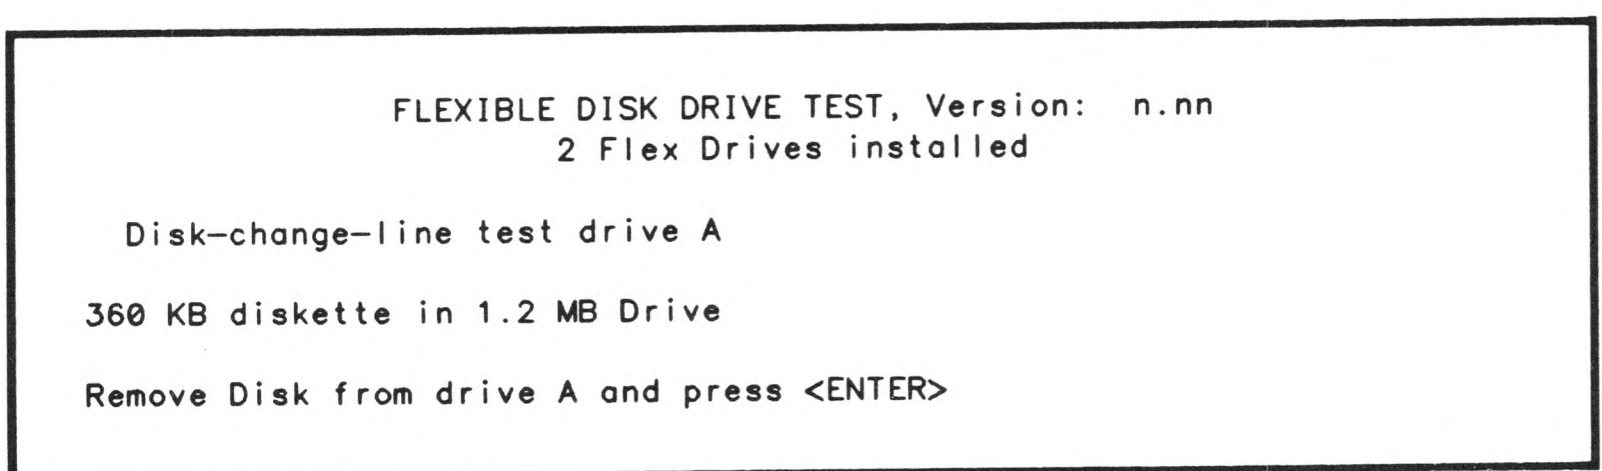 FLEXIBLE DISK DRIVE TEST, Version: n.nn
2 Flex Drives installed
Disk-change-line test drive A
360 KB diskette in 1.2 MB Drive
Remove Disk from drive A and press <ENTER>